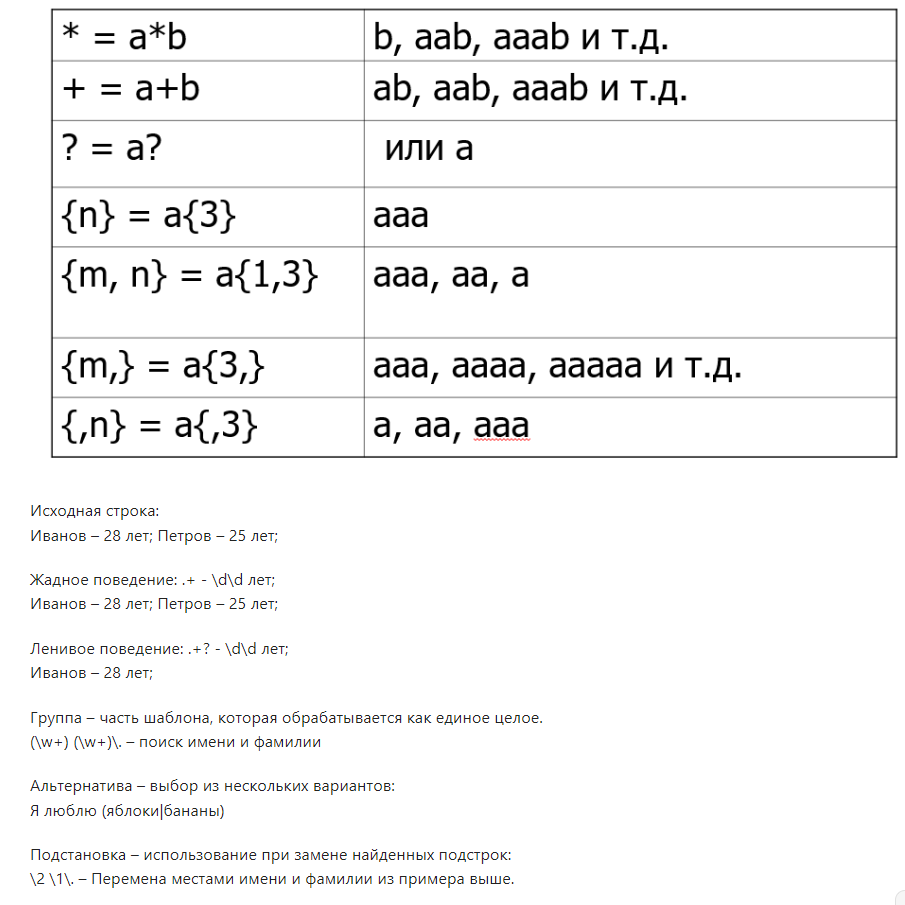 * = a*b b, aab, aaab и т.д.
+ = a+b ab, aab, aaab и т.д.
? = a? или a
{n} = a{3} aaa
{m, n} = a{1,3} aaa, aa, a
{m,} = a{3,} aaa, aaaa, aaaaa и т.д.
{,n} = a{,3} a, aa, aaa
Исходная строка:
Иванов – 28 лет; Петров – 25 лет;
Жадное поведение: .+ - \d\d лет;
Иванов – 28 лет; Петров – 25 лет;
Ленивое поведение: .+? - \d\d лет;
Иванов – 28 лет;
Группа – часть шаблона, которая обрабатывается как единое целое.
(\w+) (\w+)\. – поиск имени и фамилии
Альтернатива – выбор из нескольких вариантов:
Я люблю (яблоки|бананы)
Подстановка – использование при замене найденных подстрок:
\2 \1\. – Перемена местами имени и фамилии из примера выше.